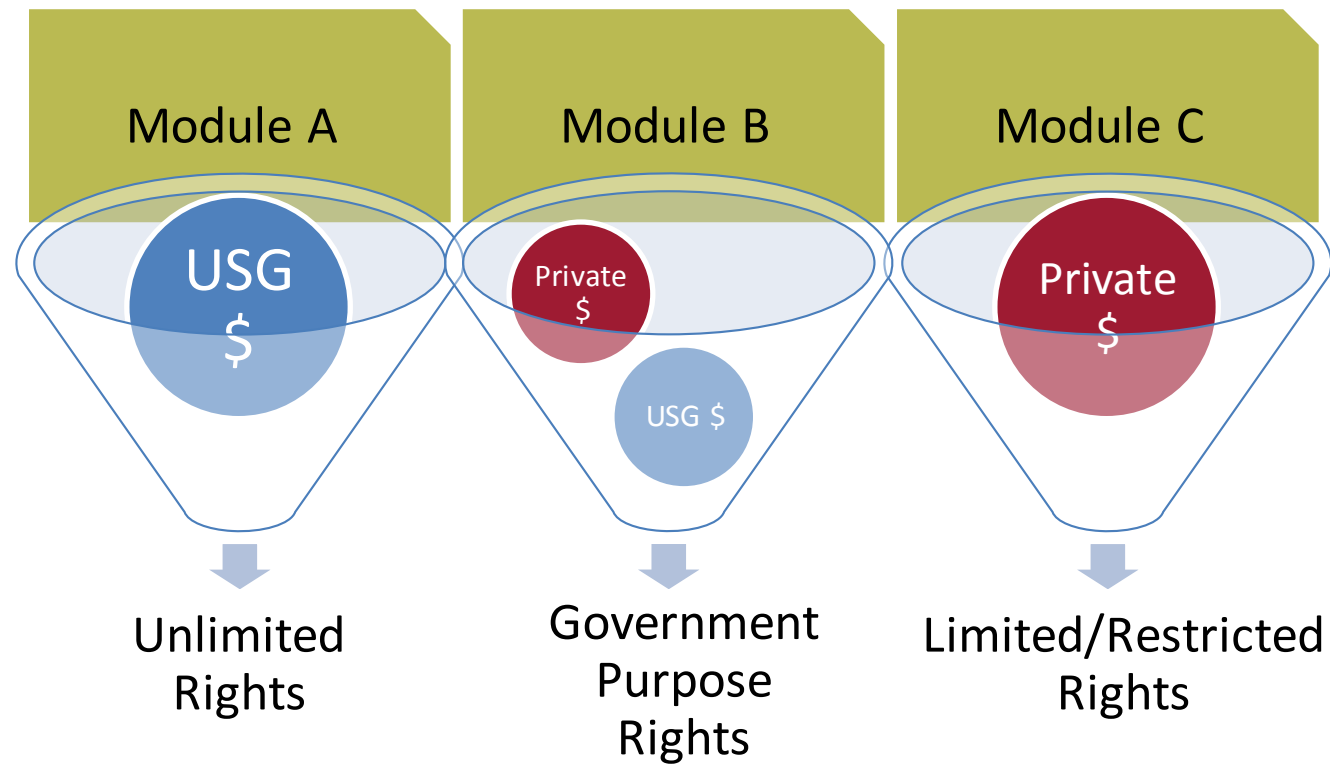 Module A
USG
$
Unlimited
Rights
Module B
Private
$
USG $
Government
Purpose
Rights
Module C
Private
$
Limited/Restricted
Rights